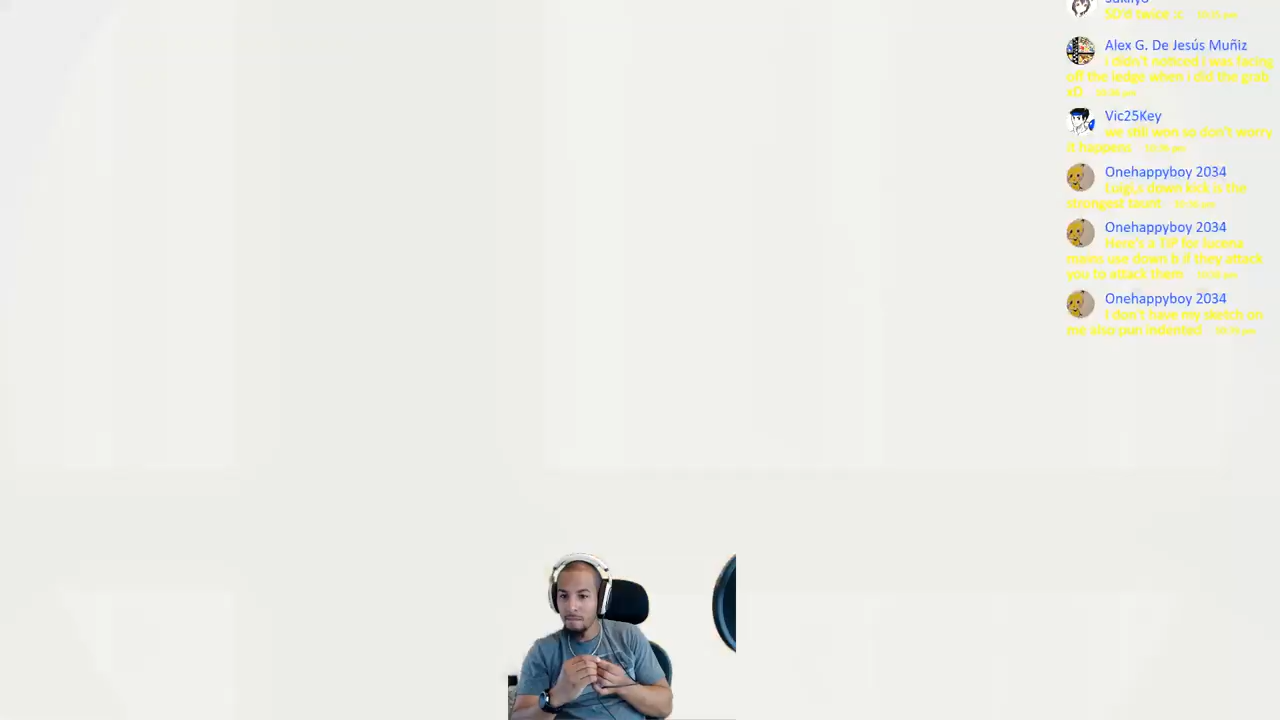 SD'd twice
Alex G. De Jesús Muñiz
i didn't noticed i was facing
off the ledge when i did the grab
xD
Vic25Key
we still won so don't worry
it happens
Onehappyboy 2034
Luigi,s down kick is the
strongest taunt
Onehappyboy 2034
Here's a TIP for lucena
mains use down b if they attack
you to attack them
Onehappyboy 2034
I don't have my sketch on
me also pun indented